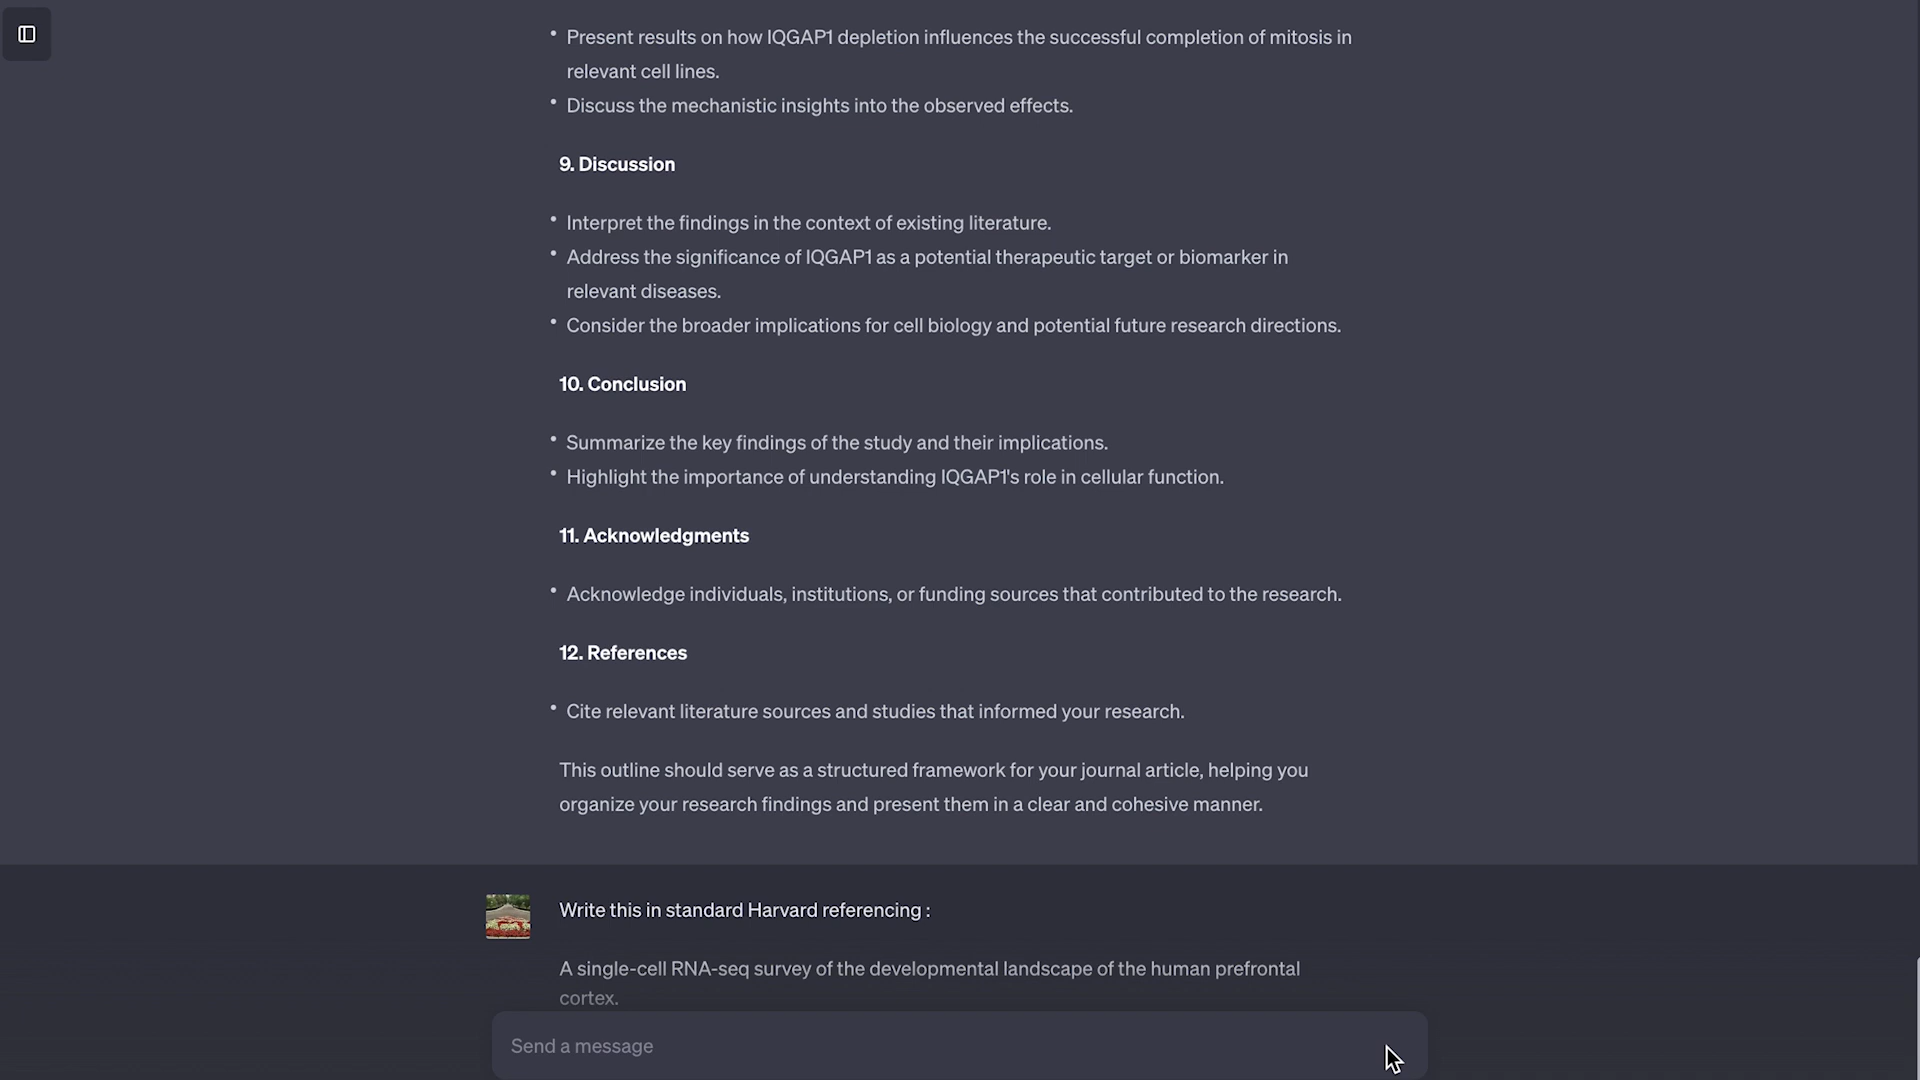 • Present results on how IQGAP1 depletion influences the successful completion of mitosis in
relevant cell lines.
• Discuss the mechanistic insights into the observed effects.
9. Discussion
• Interpret the findings in the context of existing literature.
• Address the significance of IQGAP1 as a potential therapeutic target or biomarker in
relevant diseases.
• Consider the broader implications for cell biology and potential future research directions.
10. Conclusion
• Summarize the key findings of the study and their implications.
• Highlight the importance of understanding IQGAP1's role in cellular function.
11. Acknowledgments
• Acknowledge individuals, institutions, or funding sources that contributed to the research.
12. References
• Cite relevant literature sources and studies that informed your research.
This outline should serve as a structured framework for your journal article, helping you
organize your research findings and present them in a clear and cohesive manner.
Write this in standard Harvard referencing :
A single-cell RNA-seq survey of the developmental landscape of the human prefrontal
cortex.
Send a message